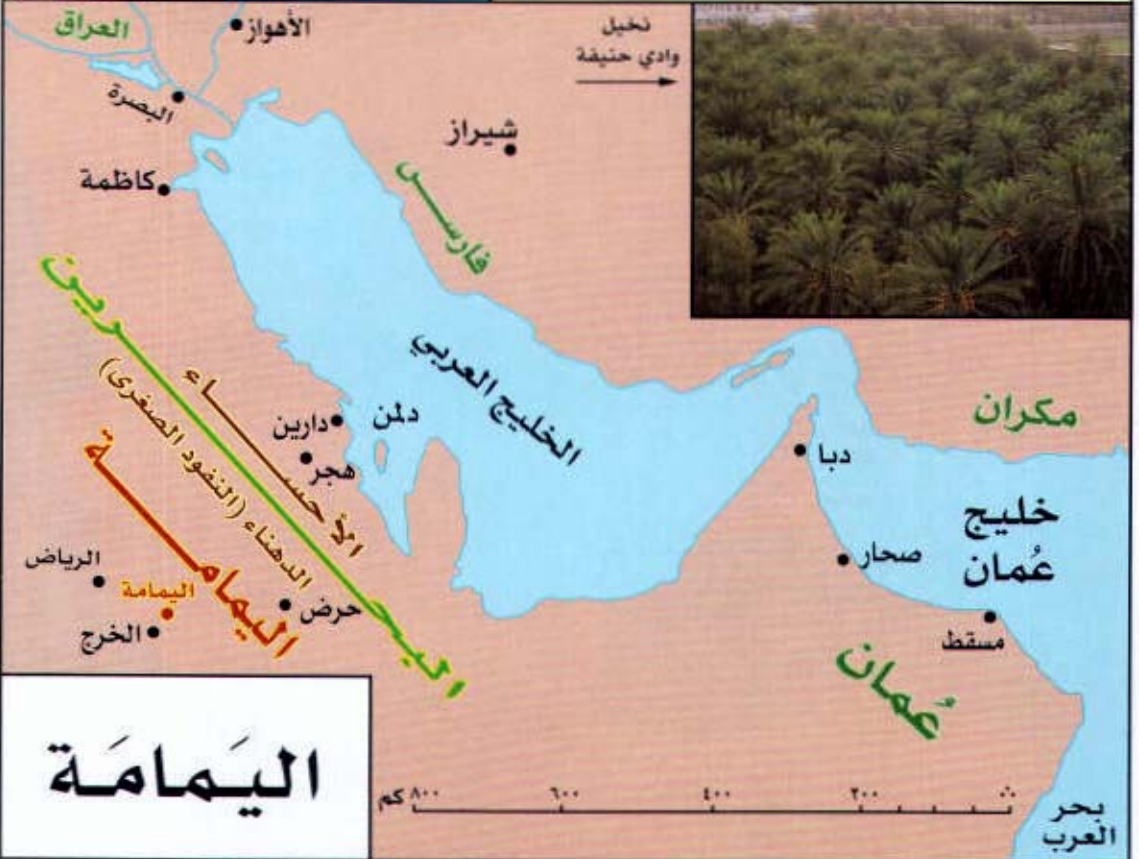 العراق
الأهواز
نخيل
وادي حنيفة
البصرة
شيراز
كاظمة
فارس
البحرين
الأحساء
الدهناء (النفود الصغرى)
الخليج العربي
دلمن
دارين
هجر
مكران
دبا
خليج
عُمان
صحار
مسقط
عُمان
اليمامة
الرياض
اليمامة
حرض
الخرج
اليَمامَة
٨٠٠ كم
٦٠٠
٤٠٠
٢٠٠
بحر
العرب